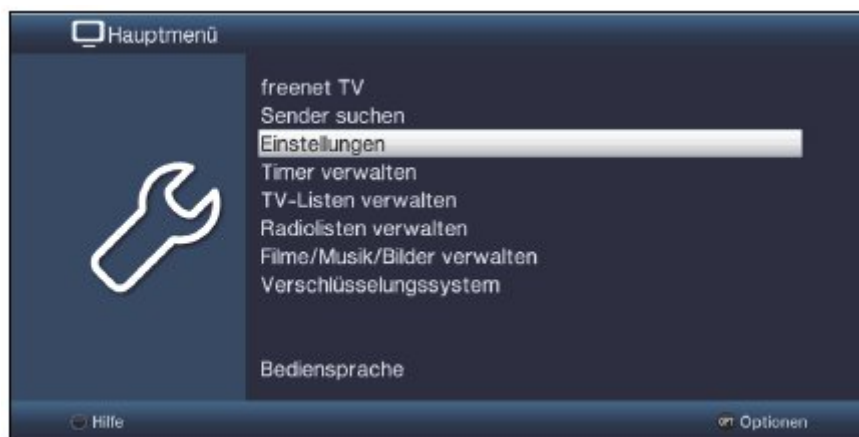 Hauptmenü
freenet TV
Sender suchen
Einstellungen
Timer verwalten
TV-Listen verwalten
Radiolisten verwalten
Filme/Musik/Bilder verwalten
Verschlüsselungssystem
Bediensprache
Hilfe
OPT Optionen